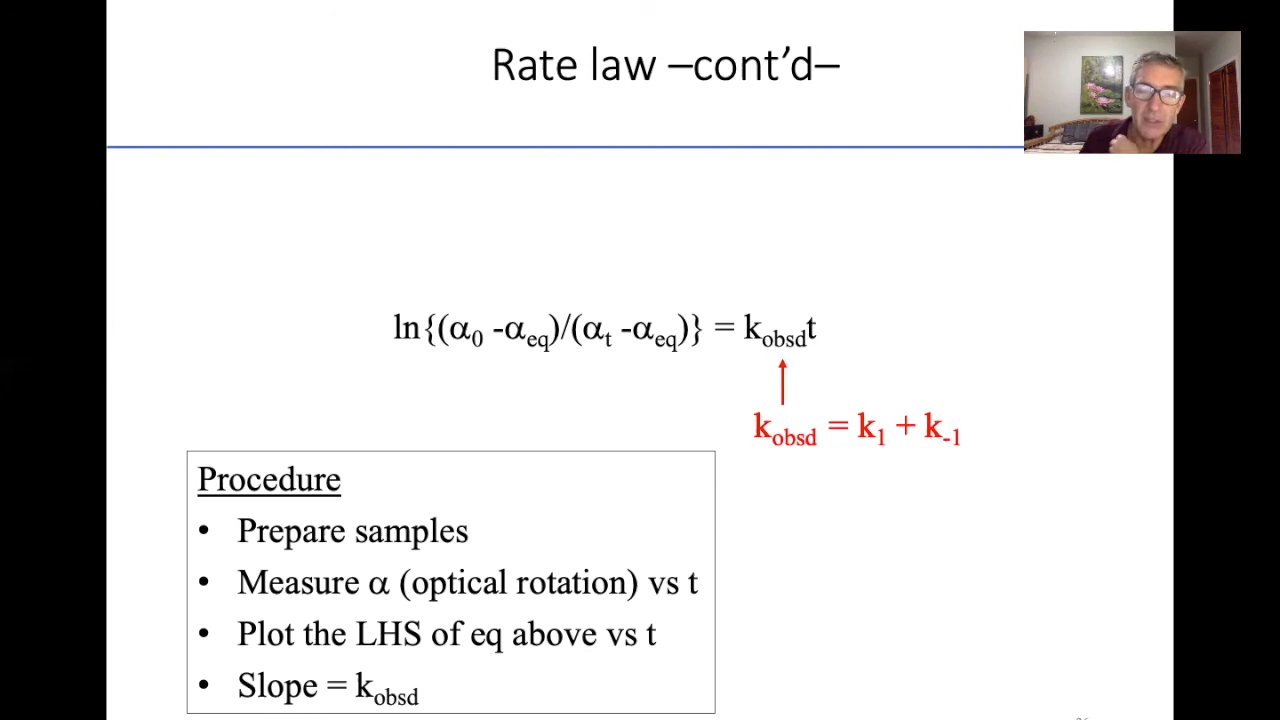 Rate law –cont’d–
ln{(α₀ -αeq)/(αt -αeq)} = kobsdt
kobsd = k₁ + k₋₁
Procedure
• Prepare samples
• Measure α (optical rotation) vs t
• Plot the LHS of eq above vs t
• Slope = kobsd